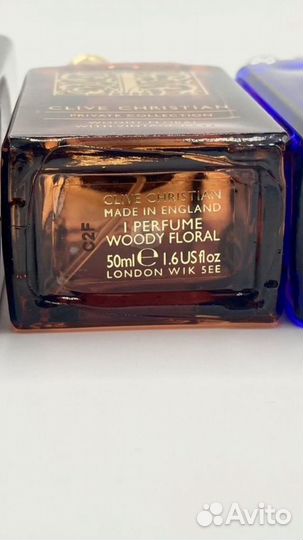 CLIVE CHRISTIAN
PRIVATE COLLECTION
C2F
CLIVE CHRISTIAN
MADE IN ENGLAND
I PERFUME
WOODY FLORAL
50ml e 1.6 US fl oz
LONDON W1K 5EE
Avito